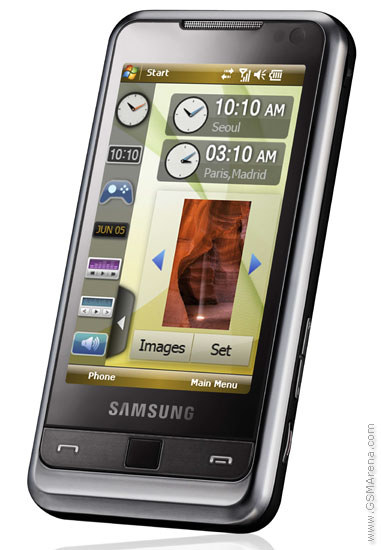 Start
10:10 AM
Seoul
10:10
03:10 AM
Paris,Madrid
JUN 05
Images
Set
Phone
Main Menu
SAMSUNG
www.GSMArena.com